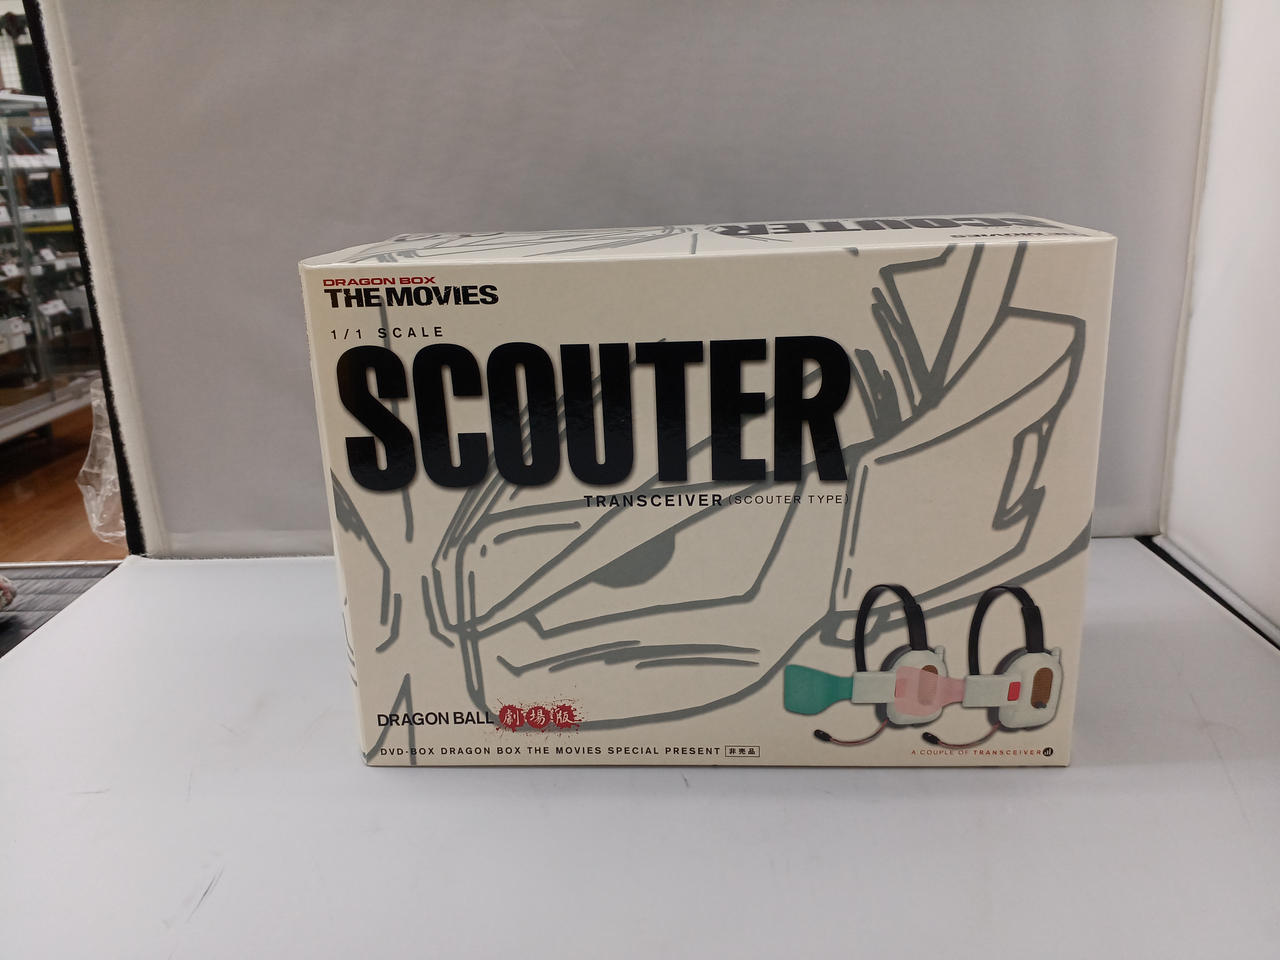 SCOUTER
DRAGON BOX
THE MOVIES
1/1 SCALE
SCOUTER
TRANSCEIVER (SCOUTER TYPE)
DRAGON BALL 劇場版
DVD-BOX DRAGON BOX THE MOVIES SPECIAL PRESENT 非売品
A COUPLE OF TRANSCEIVER